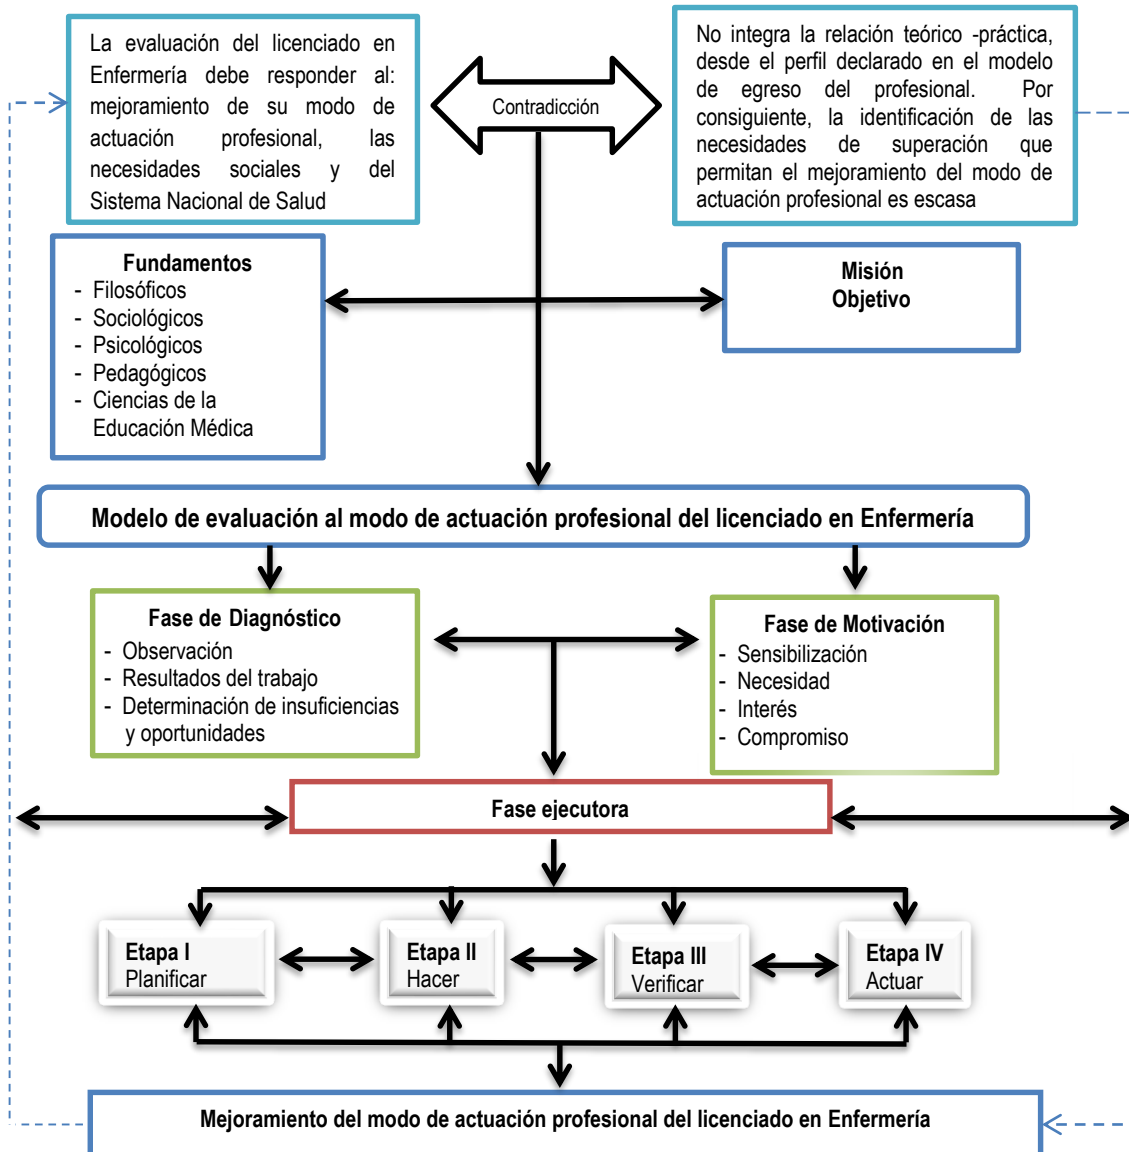 La evaluación del licenciado en
Enfermería debe responder al:
mejoramiento de su modo de
actuación profesional, las
necesidades sociales y del
Sistema Nacional de Salud
Contradicción
No integra la relación teórico -práctica,
desde el perfil declarado en el modelo
de egreso del profesional. Por
consiguiente, la identificación de las
necesidades de superación que
permitan el mejoramiento del modo de
actuación profesional es escasa
Fundamentos
- Filosóficos
- Sociológicos
- Psicológicos
- Pedagógicos
- Ciencias de la
Educación Médica
Misión
Objetivo
Modelo de evaluación al modo de actuación profesional del licenciado en Enfermería
Fase de Diagnóstico
- Observación
- Resultados del trabajo
- Determinación de insuficiencias
y oportunidades
Fase de Motivación
- Sensibilización
- Necesidad
- Interés
- Compromiso
Fase ejecutora
Etapa I
Planificar
Etapa II
Hacer
Etapa III
Verificar
Etapa IV
Actuar
Mejoramiento del modo de actuación profesional del licenciado en Enfermería